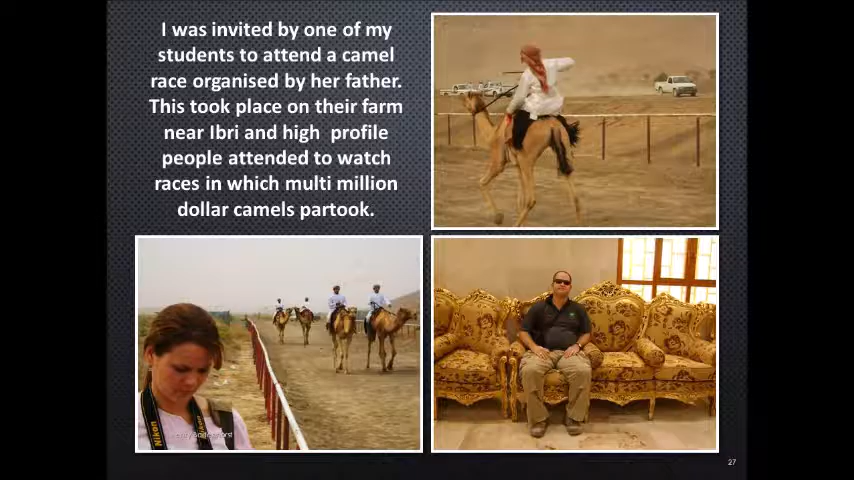 I was invited by one of my
students to attend a camel
race organised by her father.
This took place on their farm
near Ibri and high  profile
people attended to watch
races in which multi million
dollar camels partook.
Nikon
27